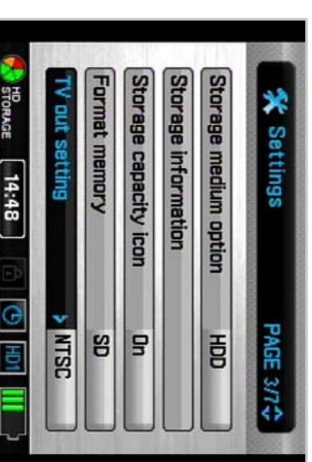 Settings PAGE 3/7
Storage medium option HDD
Storage information
Storage capacity icon On
Format memory SD
TV out setting NTSC
HD STORAGE 14:48 HD1